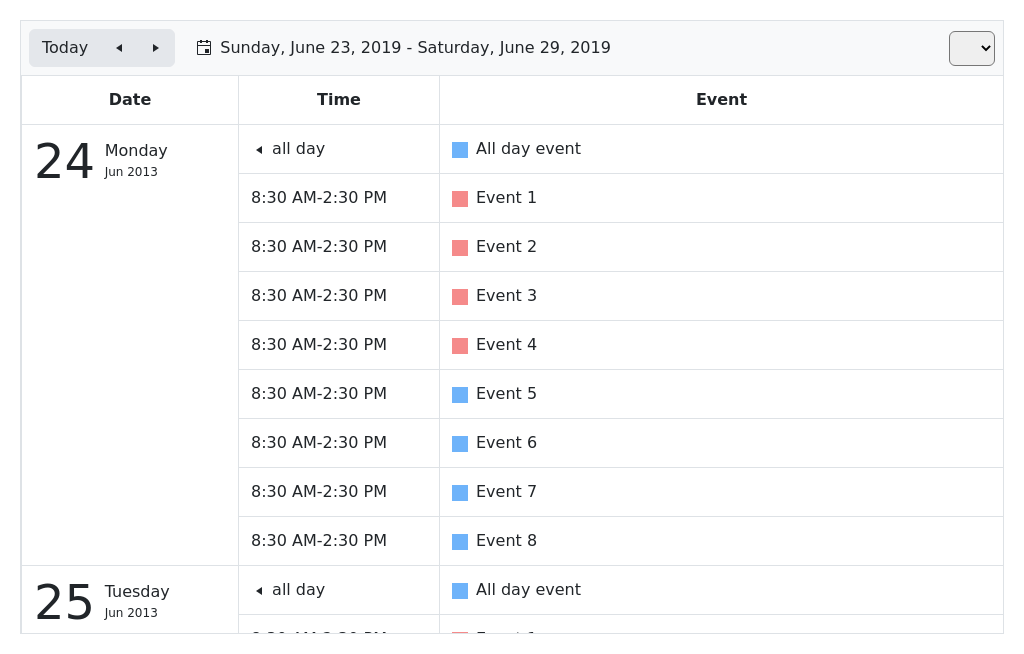 Today
Sunday, June 23, 2019 - Saturday, June 29, 2019
Date Time Event
24 Monday
Jun 2013
all day All day event
8:30 AM-2:30 PM Event 1
8:30 AM-2:30 PM Event 2
8:30 AM-2:30 PM Event 3
8:30 AM-2:30 PM Event 4
8:30 AM-2:30 PM Event 5
8:30 AM-2:30 PM Event 6
8:30 AM-2:30 PM Event 7
8:30 AM-2:30 PM Event 8
25 Tuesday
Jun 2013
all day All day event